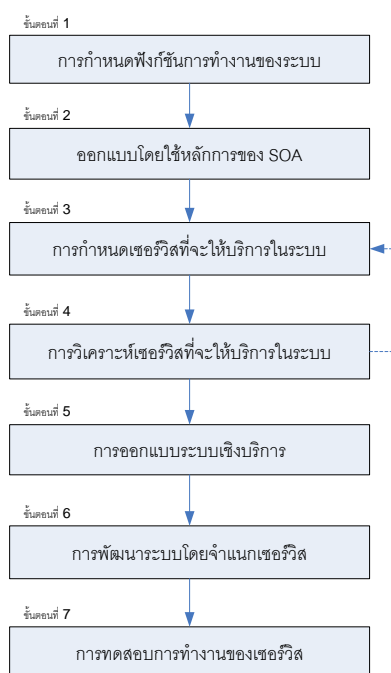 ขั้นตอนที่ 1
การกำหนดฟังก์ชันการทำงานของระบบ
ขั้นตอนที่ 2
ออกแบบโดยใช้หลักการของ SOA
ขั้นตอนที่ 3
การกำหนดเซอร์วิสที่จะให้บริการในระบบ
ขั้นตอนที่ 4
การวิเคราะห์เซอร์วิสที่จะให้บริการในระบบ
ขั้นตอนที่ 5
การออกแบบระบบเชิงบริการ
ขั้นตอนที่ 6
การพัฒนาระบบโดยจำแนกเซอร์วิส
ขั้นตอนที่ 7
การทดสอบการทำงานของเซอร์วิส